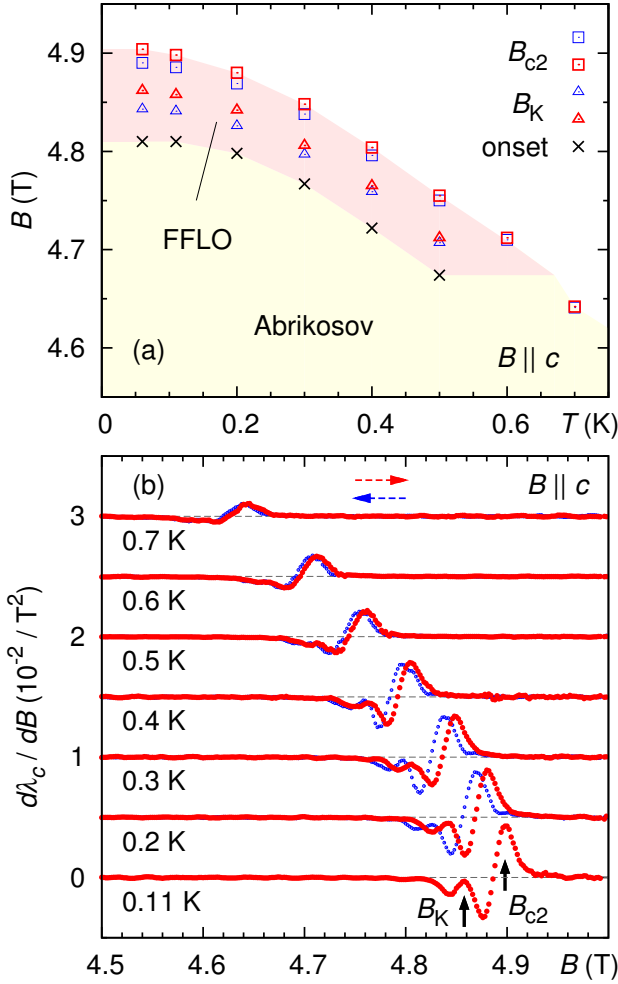 4.9
4.8
4.7
4.6
B (T)
B_c2
B_K
onset
FFLO
Abrikosov
(a)
B || c
0
0.2
0.4
0.6
T (K)
(b)
B || c
3
2
1
0
dλ_c / dB (10^-2 / T^2)
0.7 K
0.6 K
0.5 K
0.4 K
0.3 K
0.2 K
0.11 K
B_K
B_c2
4.5
4.6
4.7
4.8
4.9
B (T)